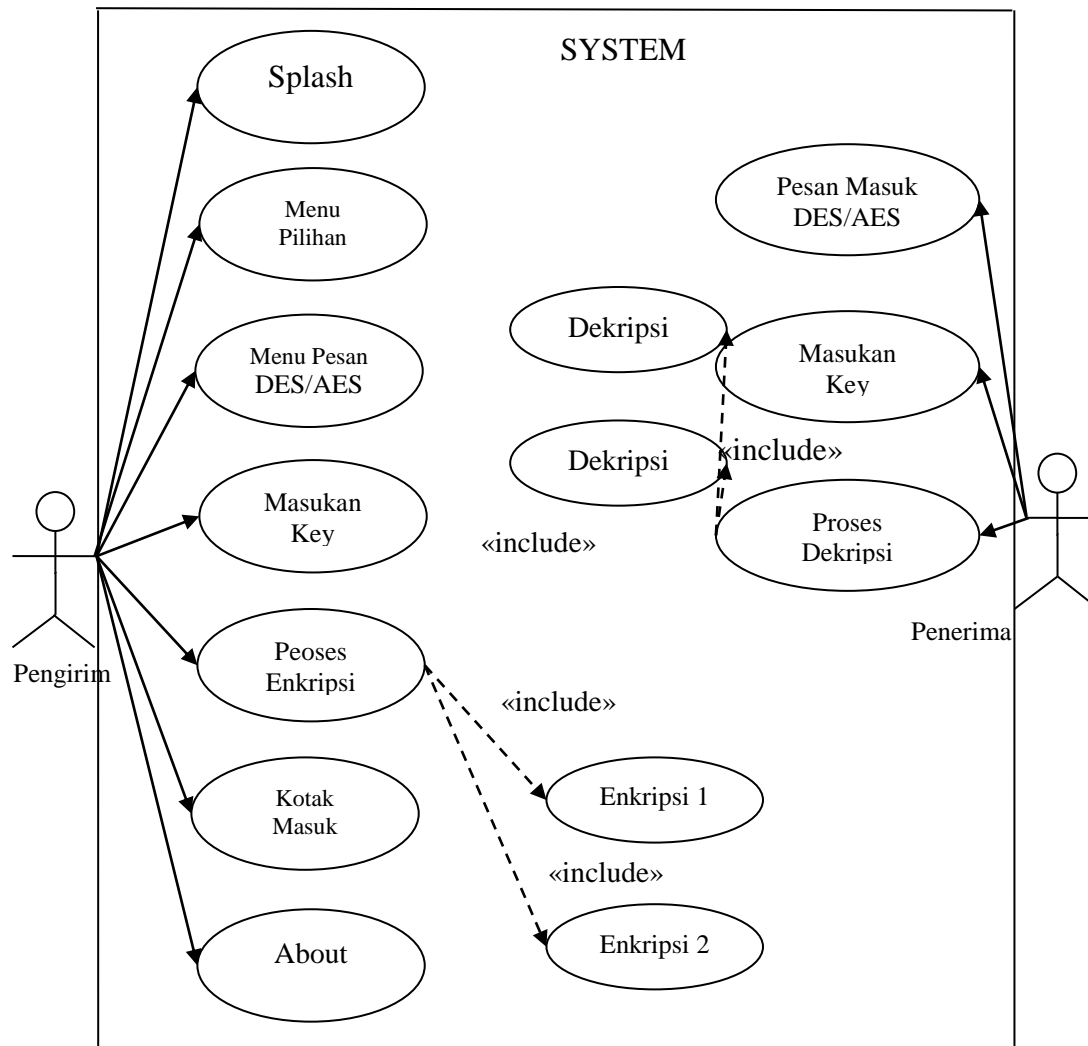 SYSTEM
Splash
Menu
Pilihan
Menu Pesan
DES/AES
Masukan
Key
Peoses
Enkripsi
Kotak
Masuk
About
Pengirim
«include»
Enkripsi 1
«include»
Enkripsi 2
Pesan Masuk
DES/AES
Dekripsi
Masukan
Key
Dekripsi
«include»
«include»
Proses
Dekripsi
Penerima